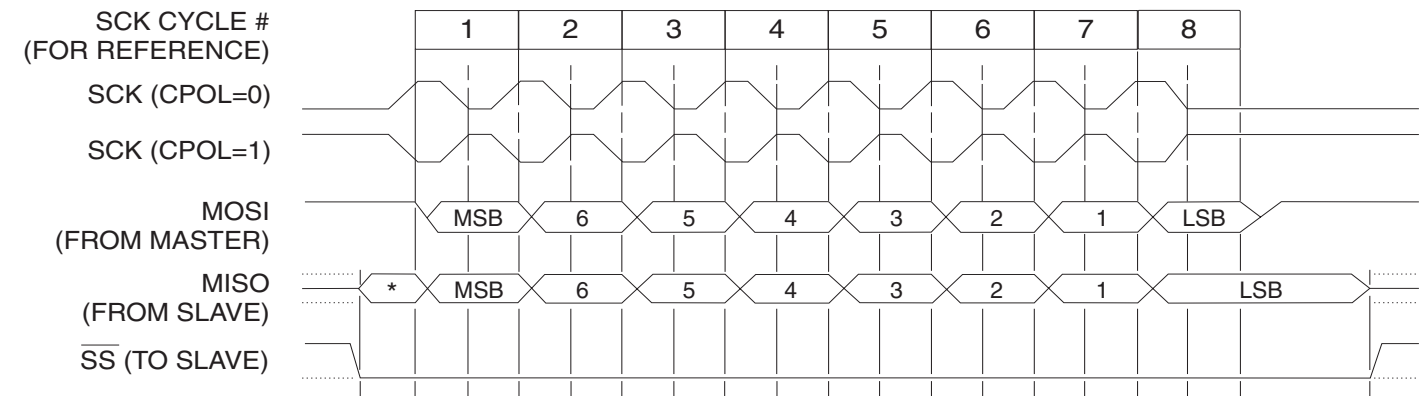 SCK CYCLE #
(FOR REFERENCE)
1 2 3 4 5 6 7 8
SCK (CPOL=0)
SCK (CPOL=1)
MOSI
(FROM MASTER)
MSB 6 5 4 3 2 1 LSB
MISO
(FROM SLAVE)
* MSB 6 5 4 3 2 1 LSB
SS (TO SLAVE)